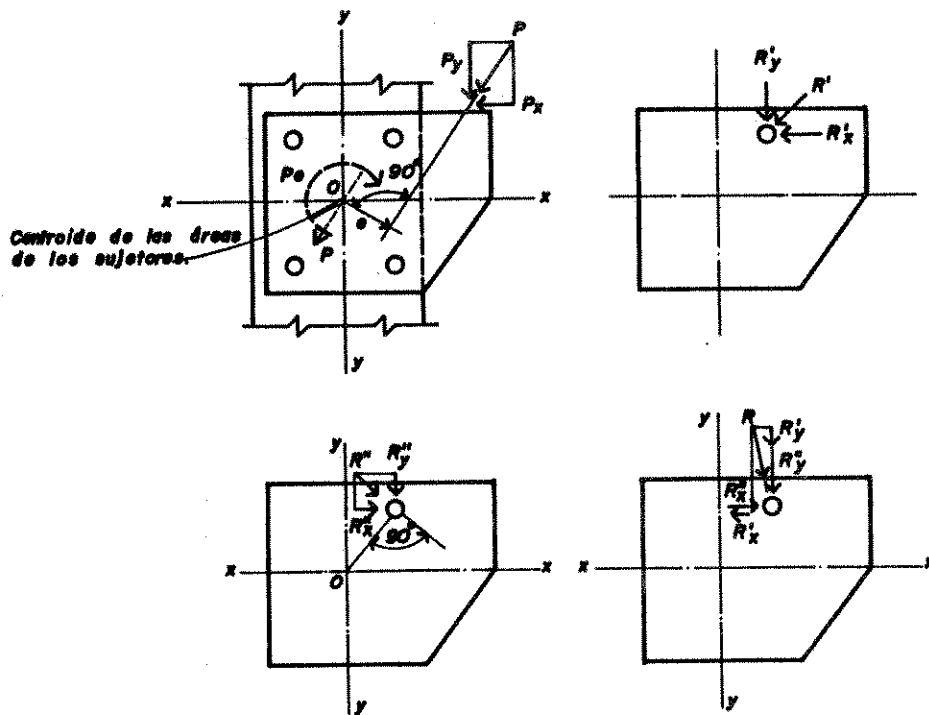 y
P
Py
Px
Pe
90°
O
x
x
e
P
Centroide de las áreas
de los sujetores.
y
R'y
R'
R'x
y
R"
R"y
R"x
90°
x
x
O
y
y
R
R'y
R"y
R"x
R'x
x
x
y